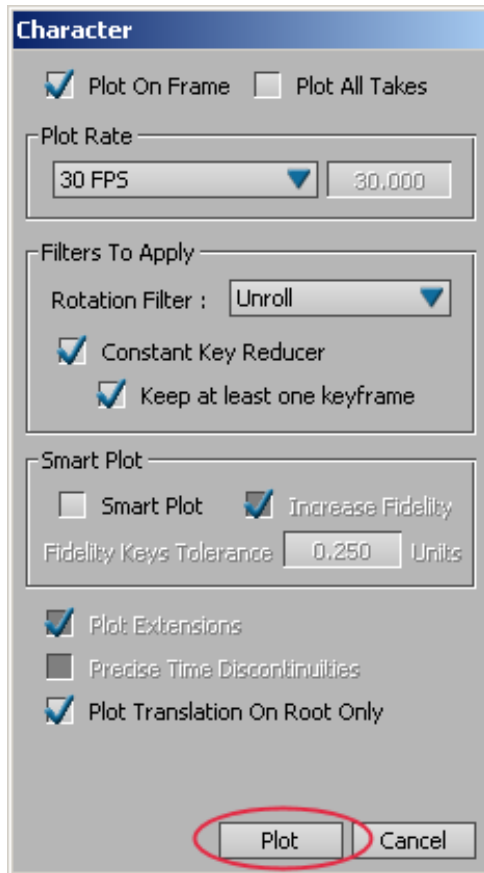 Character
Plot On Frame Plot All Takes
Plot Rate
30 FPS 30.000
Filters To Apply
Rotation Filter : Unroll
Constant Key Reducer
Keep at least one keyframe
Smart Plot
Smart Plot Increase Fidelity
Fidelity Keys Tolerance 0.250 Units
Plot Extensions
Precise Time Discontinuities
Plot Translation On Root Only
Plot Cancel